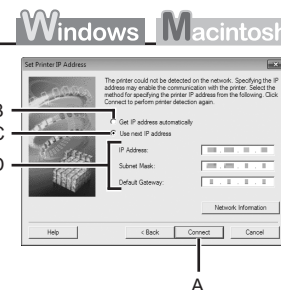 Windows Macintosh
Set Printer IP Address
The printer could not be detected on the network. Specifying the IP
address may enable the communication with the printer. Select the
method for specifying the printer IP address from the following. Click
Connect to perform printer detection again.
B
Get IP address automatically
C
Use next IP address
D
IP Address:
Subnet Mask:
Default Gateway:
Network Information
Help
< Back
Connect
Cancel
A